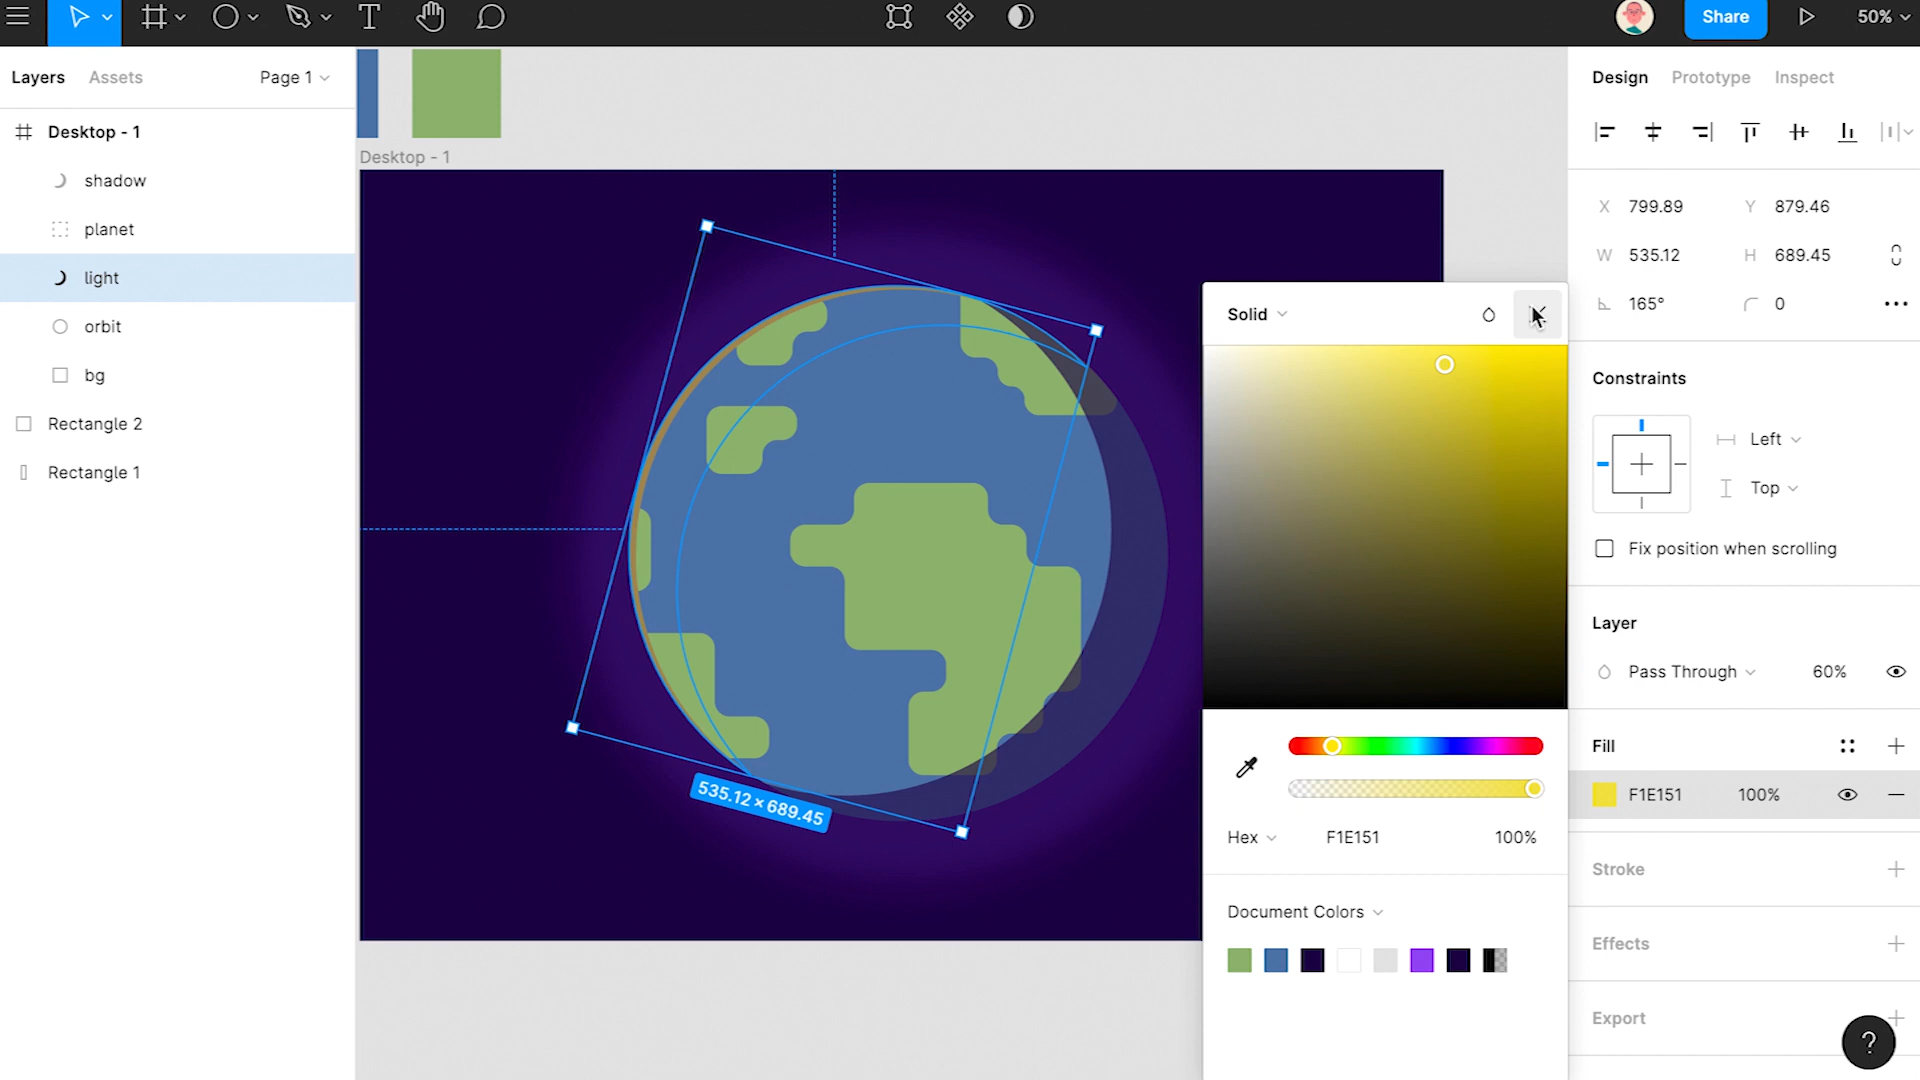 Share
50%
Layers
Assets
Page 1
Design
Prototype
Inspect
Desktop - 1
shadow
planet
light
orbit
bg
Rectangle 2
Rectangle 1
Desktop - 1
535.12 × 689.45
Solid
Hex
F1E151
100%
Document Colors
X
799.89
Y
879.46
W
535.12
H
689.45
165°
0
Constraints
Left
Top
Fix position when scrolling
Layer
Pass Through
60%
Fill
F1E151
100%
Stroke
Effects
Export
?